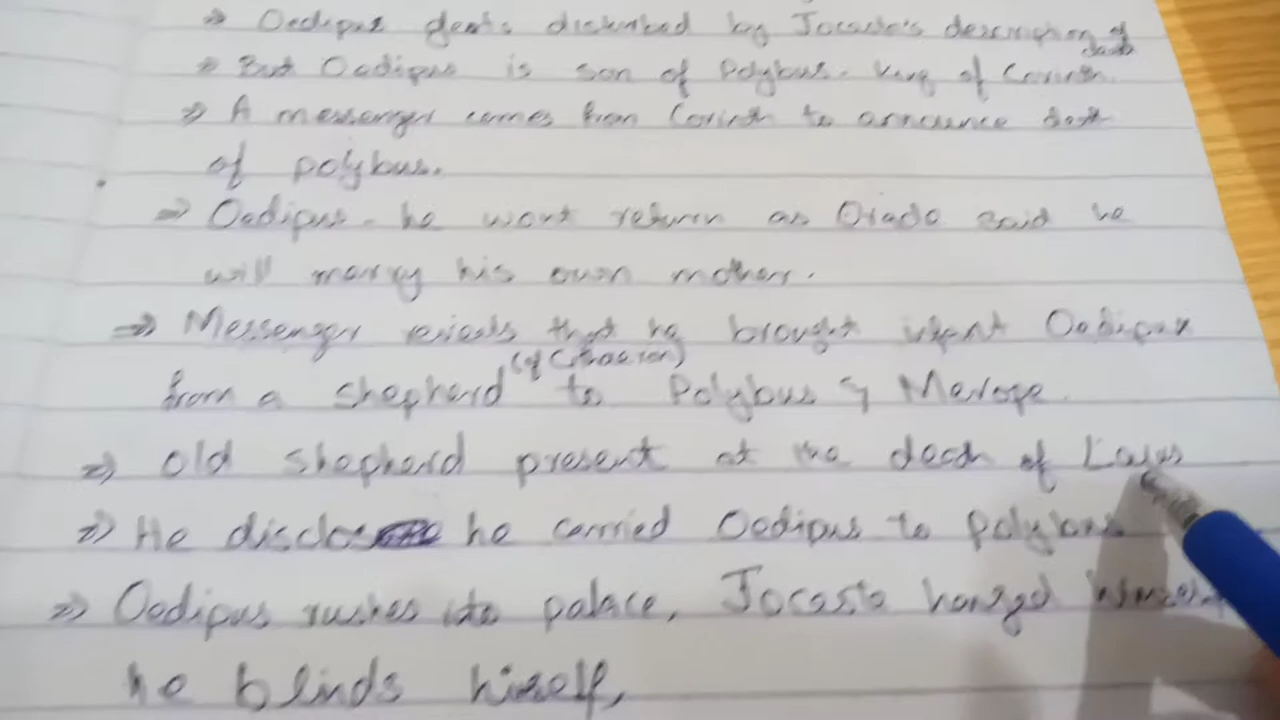 ⇒ Oedipus gets disturbed by Jocasta's description of
death
⇒ But Oedipus is son of Polybus - King of Corinth
⇒ A messenger comes from Corinth to announce death
of polybus.
⇒ Oedipus - he wont return as Oracle said he
will marry his own mother.
⇒ Messenger reveals that he brought infant Oedipus
(of Cithaeron)
from a shepherd to Polybus & Merope.
⇒ Old shepherd present at the death of Laius
⇒ He disclose he carried Oedipus to polybus
⇒ Oedipus rushes into palace, Jocasta hanged
he blinds himself,